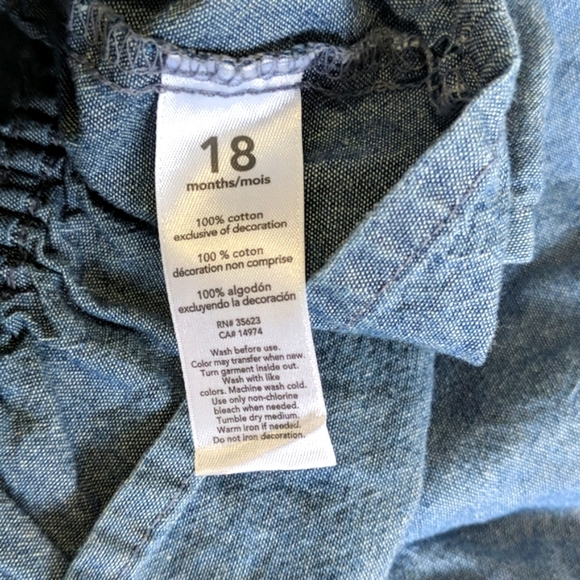 18
months/mois
100% cotton
exclusive of decoration
100 % coton
décoration non comprise
100% algodón
excluyendo la decoración
RN# 35623
CA# 14974
Wash before use.
Color may transfer when new.
Turn garment inside out.
Wash with like
colors. Machine wash cold.
Use only non-chlorine
bleach when needed.
Tumble dry medium.
Warm iron if needed.
Do not iron decoration.